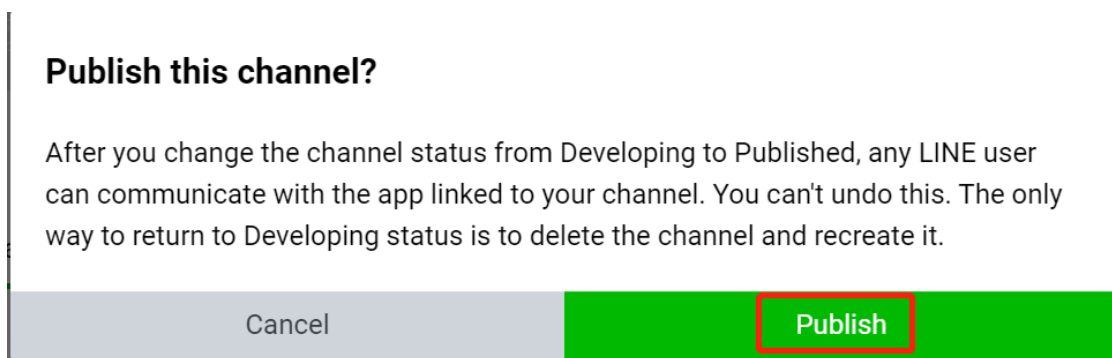 Publish this channel?
After you change the channel status from Developing to Published, any LINE user
can communicate with the app linked to your channel. You can't undo this. The only
way to return to Developing status is to delete the channel and recreate it.
Cancel
Publish